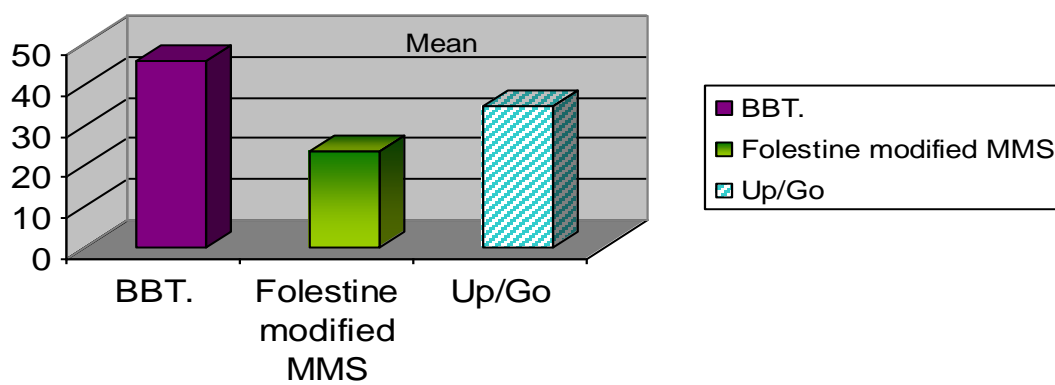 Mean
50
40
30
20
10
0
BBT.
Folestine
modified
MMS
Up/Go
BBT.
Folestine modified MMS
Up/Go